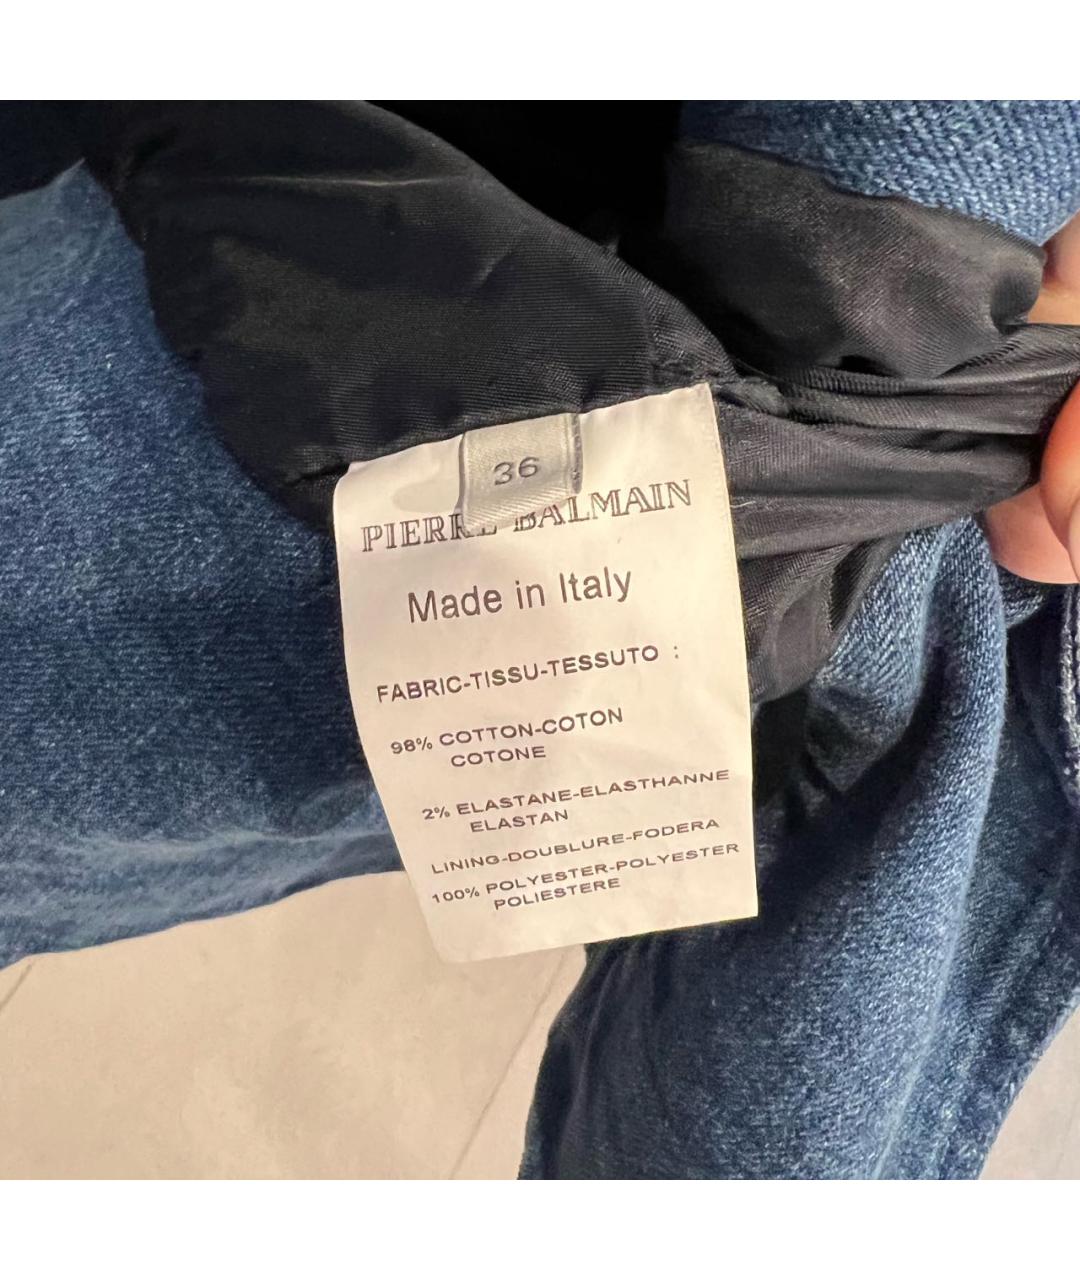 36
PIERRE BALMAIN
Made in Italy
FABRIC-TISSU-TESSUTO :
98% COTTON-COTON
COTONE
2% ELASTANE-ELASTHANNE
ELASTAN
LINING-DOUBLURE-FODERA
100% POLYESTER-POLYESTER
POLIESTERE